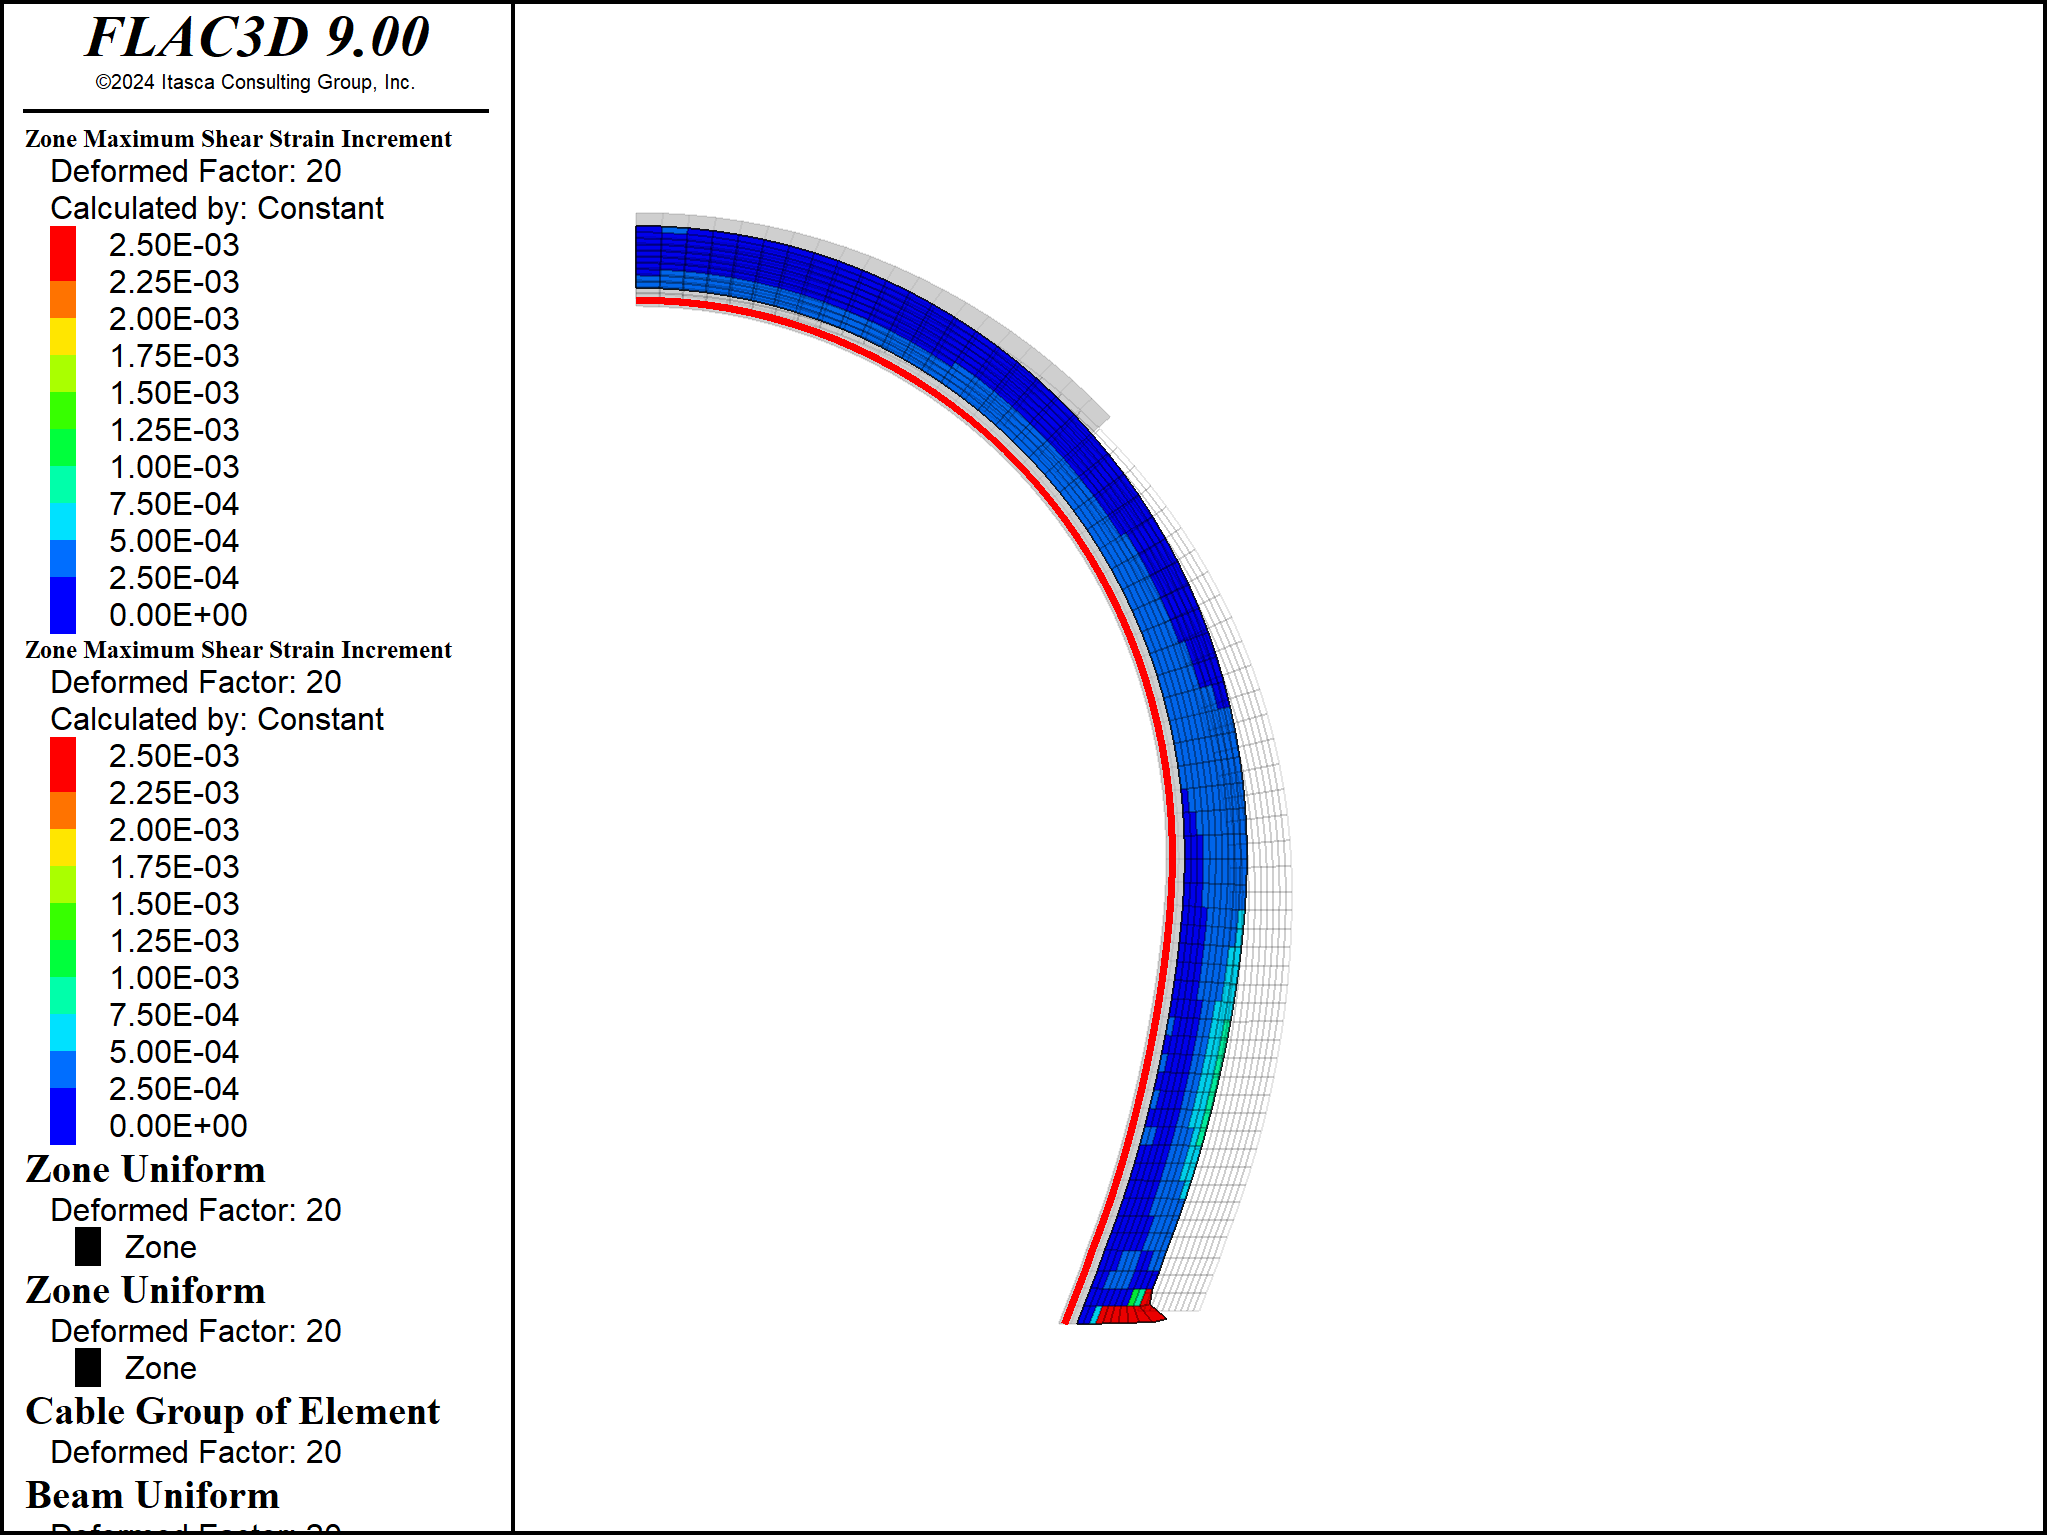 FLAC3D 9.00
©2024 Itasca Consulting Group, Inc.
Zone Maximum Shear Strain Increment
Deformed Factor: 20
Calculated by: Constant
2.50E-03
2.25E-03
2.00E-03
1.75E-03
1.50E-03
1.25E-03
1.00E-03
7.50E-04
5.00E-04
2.50E-04
0.00E+00
Zone Maximum Shear Strain Increment
Deformed Factor: 20
Calculated by: Constant
2.50E-03
2.25E-03
2.00E-03
1.75E-03
1.50E-03
1.25E-03
1.00E-03
7.50E-04
5.00E-04
2.50E-04
0.00E+00
Zone Uniform
Deformed Factor: 20
Zone
Zone Uniform
Deformed Factor: 20
Zone
Cable Group of Element
Deformed Factor: 20
Beam Uniform
Deformed Factor: 20